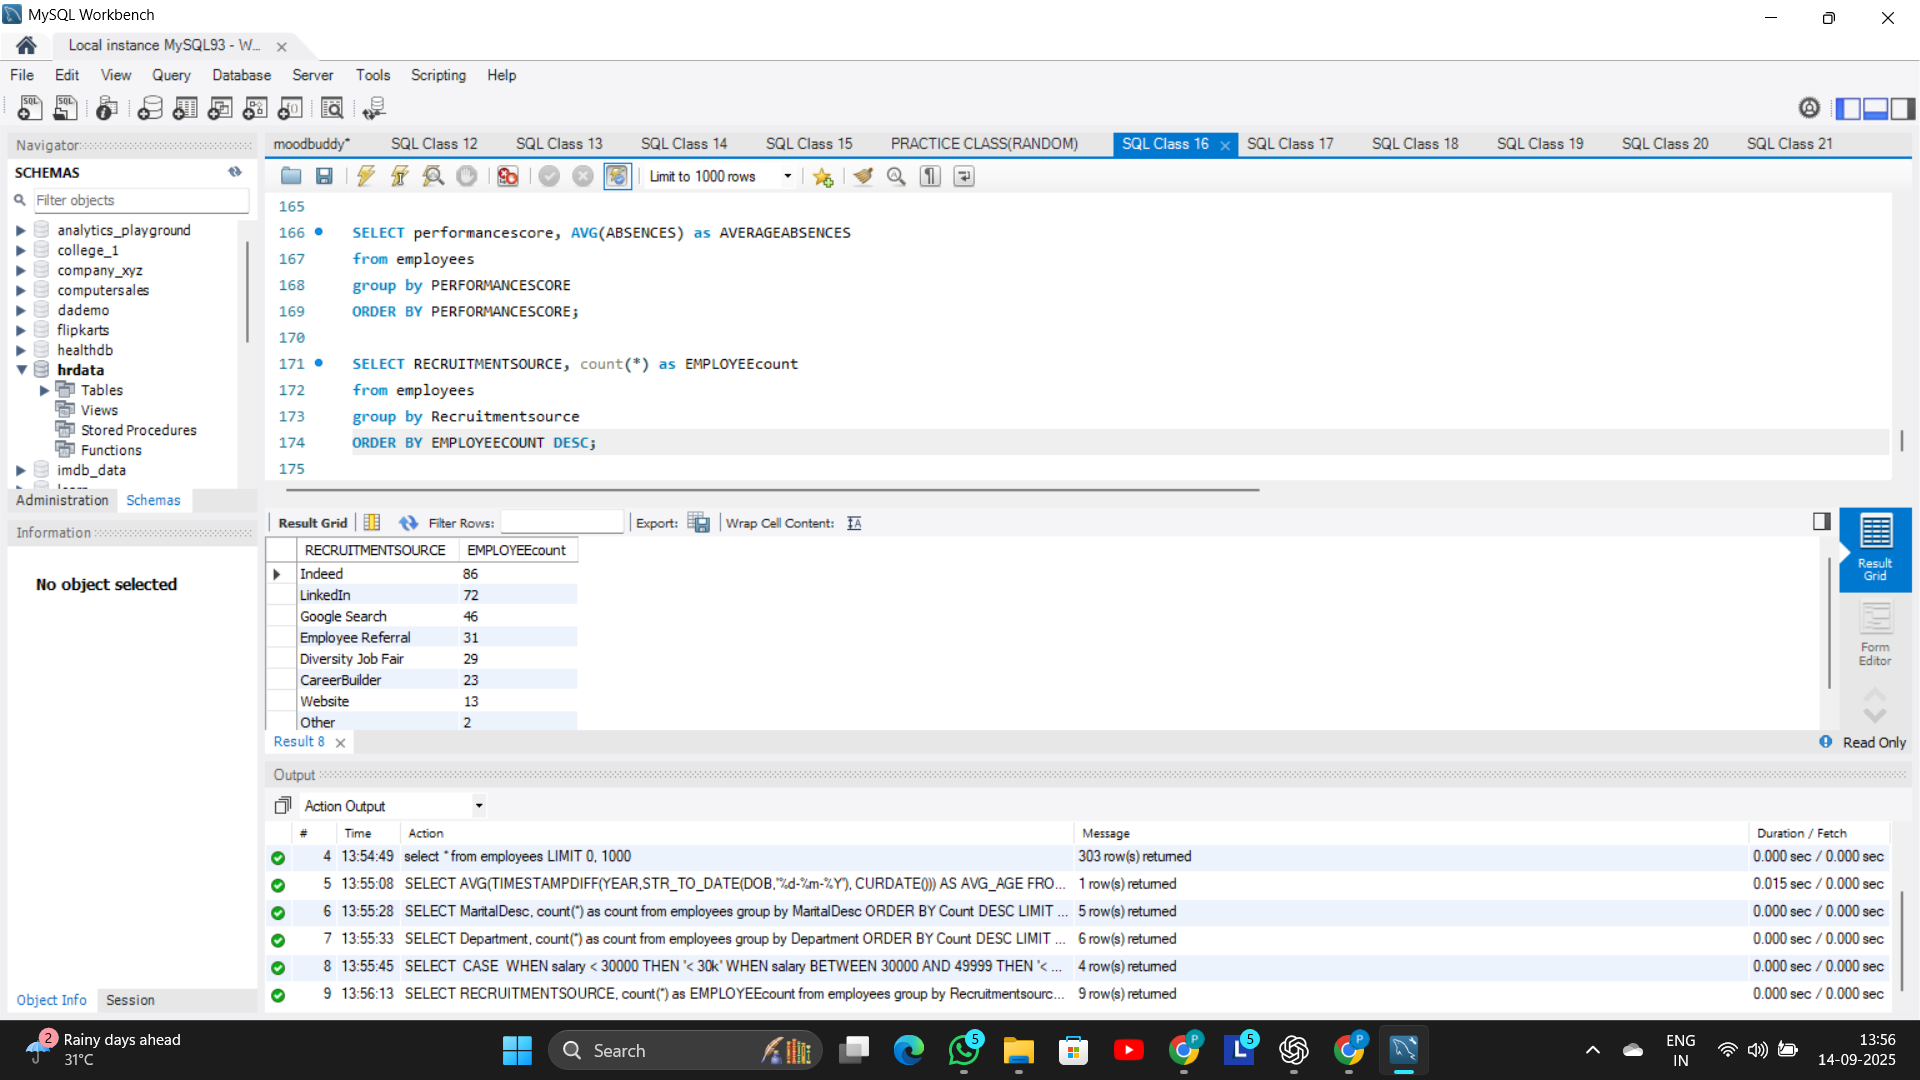 MySQL Workbench
Local instance MySQL93 - W...
File Edit View Query Database Server Tools Scripting Help
Navigator
SCHEMAS
Filter objects
analytics_playground
college_1
company_xyz
computersales
dademo
flipkarts
healthdb
hrdata
Tables
Views
Stored Procedures
Functions
imdb_data
Administration Schemas
Information
No object selected
Object Info Session
moodbuddy* SQL Class 12 SQL Class 13 SQL Class 14 SQL Class 15 PRACTICE CLASS(RANDOM) SQL Class 16 SQL Class 17 SQL Class 18 SQL Class 19 SQL Class 20 SQL Class 21
Limit to 1000 rows
165
166 SELECT performancescore, AVG(ABSENCES) as AVERAGEABSENCES
167 from employees
168 group by PERFORMANCESCORE
169 ORDER BY PERFORMANCESCORE;
170
171 SELECT RECRUITMENTSOURCE, count(*) as EMPLOYEEcount
172 from employees
173 group by Recruitmentsource
174 ORDER BY EMPLOYEECOUNT DESC;
175
Result Grid Filter Rows: Export: Wrap Cell Content:
RECRUITMENTSOURCE EMPLOYEEcount
Indeed 86
LinkedIn 72
Google Search 46
Employee Referral 31
Diversity Job Fair 29
CareerBuilder 23
Website 13
Other 2
Result Grid
Form Editor
Result 8
Read Only
Output
Action Output
# Time Action Message Duration / Fetch
4 13:54:49 select * from employees LIMIT 0, 1000 303 row(s) returned 0.000 sec / 0.000 sec
5 13:55:08 SELECT AVG(TIMESTAMPDIFF(YEAR,STR_TO_DATE(DOB,'%d-%m-%Y'), CURDATE())) AS AVG_AGE FRO... 1 row(s) returned 0.015 sec / 0.000 sec
6 13:55:28 SELECT MaritalDesc, count(*) as count from employees group by MaritalDesc ORDER BY Count DESC LIMIT ... 5 row(s) returned 0.000 sec / 0.000 sec
7 13:55:33 SELECT Department, count(*) as count from employees group by Department ORDER BY Count DESC LIMIT ... 6 row(s) returned 0.000 sec / 0.000 sec
8 13:55:45 SELECT CASE WHEN salary < 30000 THEN '< 30k' WHEN salary BETWEEN 30000 AND 49999 THEN '< ... 4 row(s) returned 0.000 sec / 0.000 sec
9 13:56:13 SELECT RECRUITMENTSOURCE, count(*) as EMPLOYEEcount from employees group by Recruitmentsourc... 9 row(s) returned 0.000 sec / 0.000 sec
2
Rainy days ahead
31°C
Search
5
P
L
5
P
ENG
IN
13:56
14-09-2025